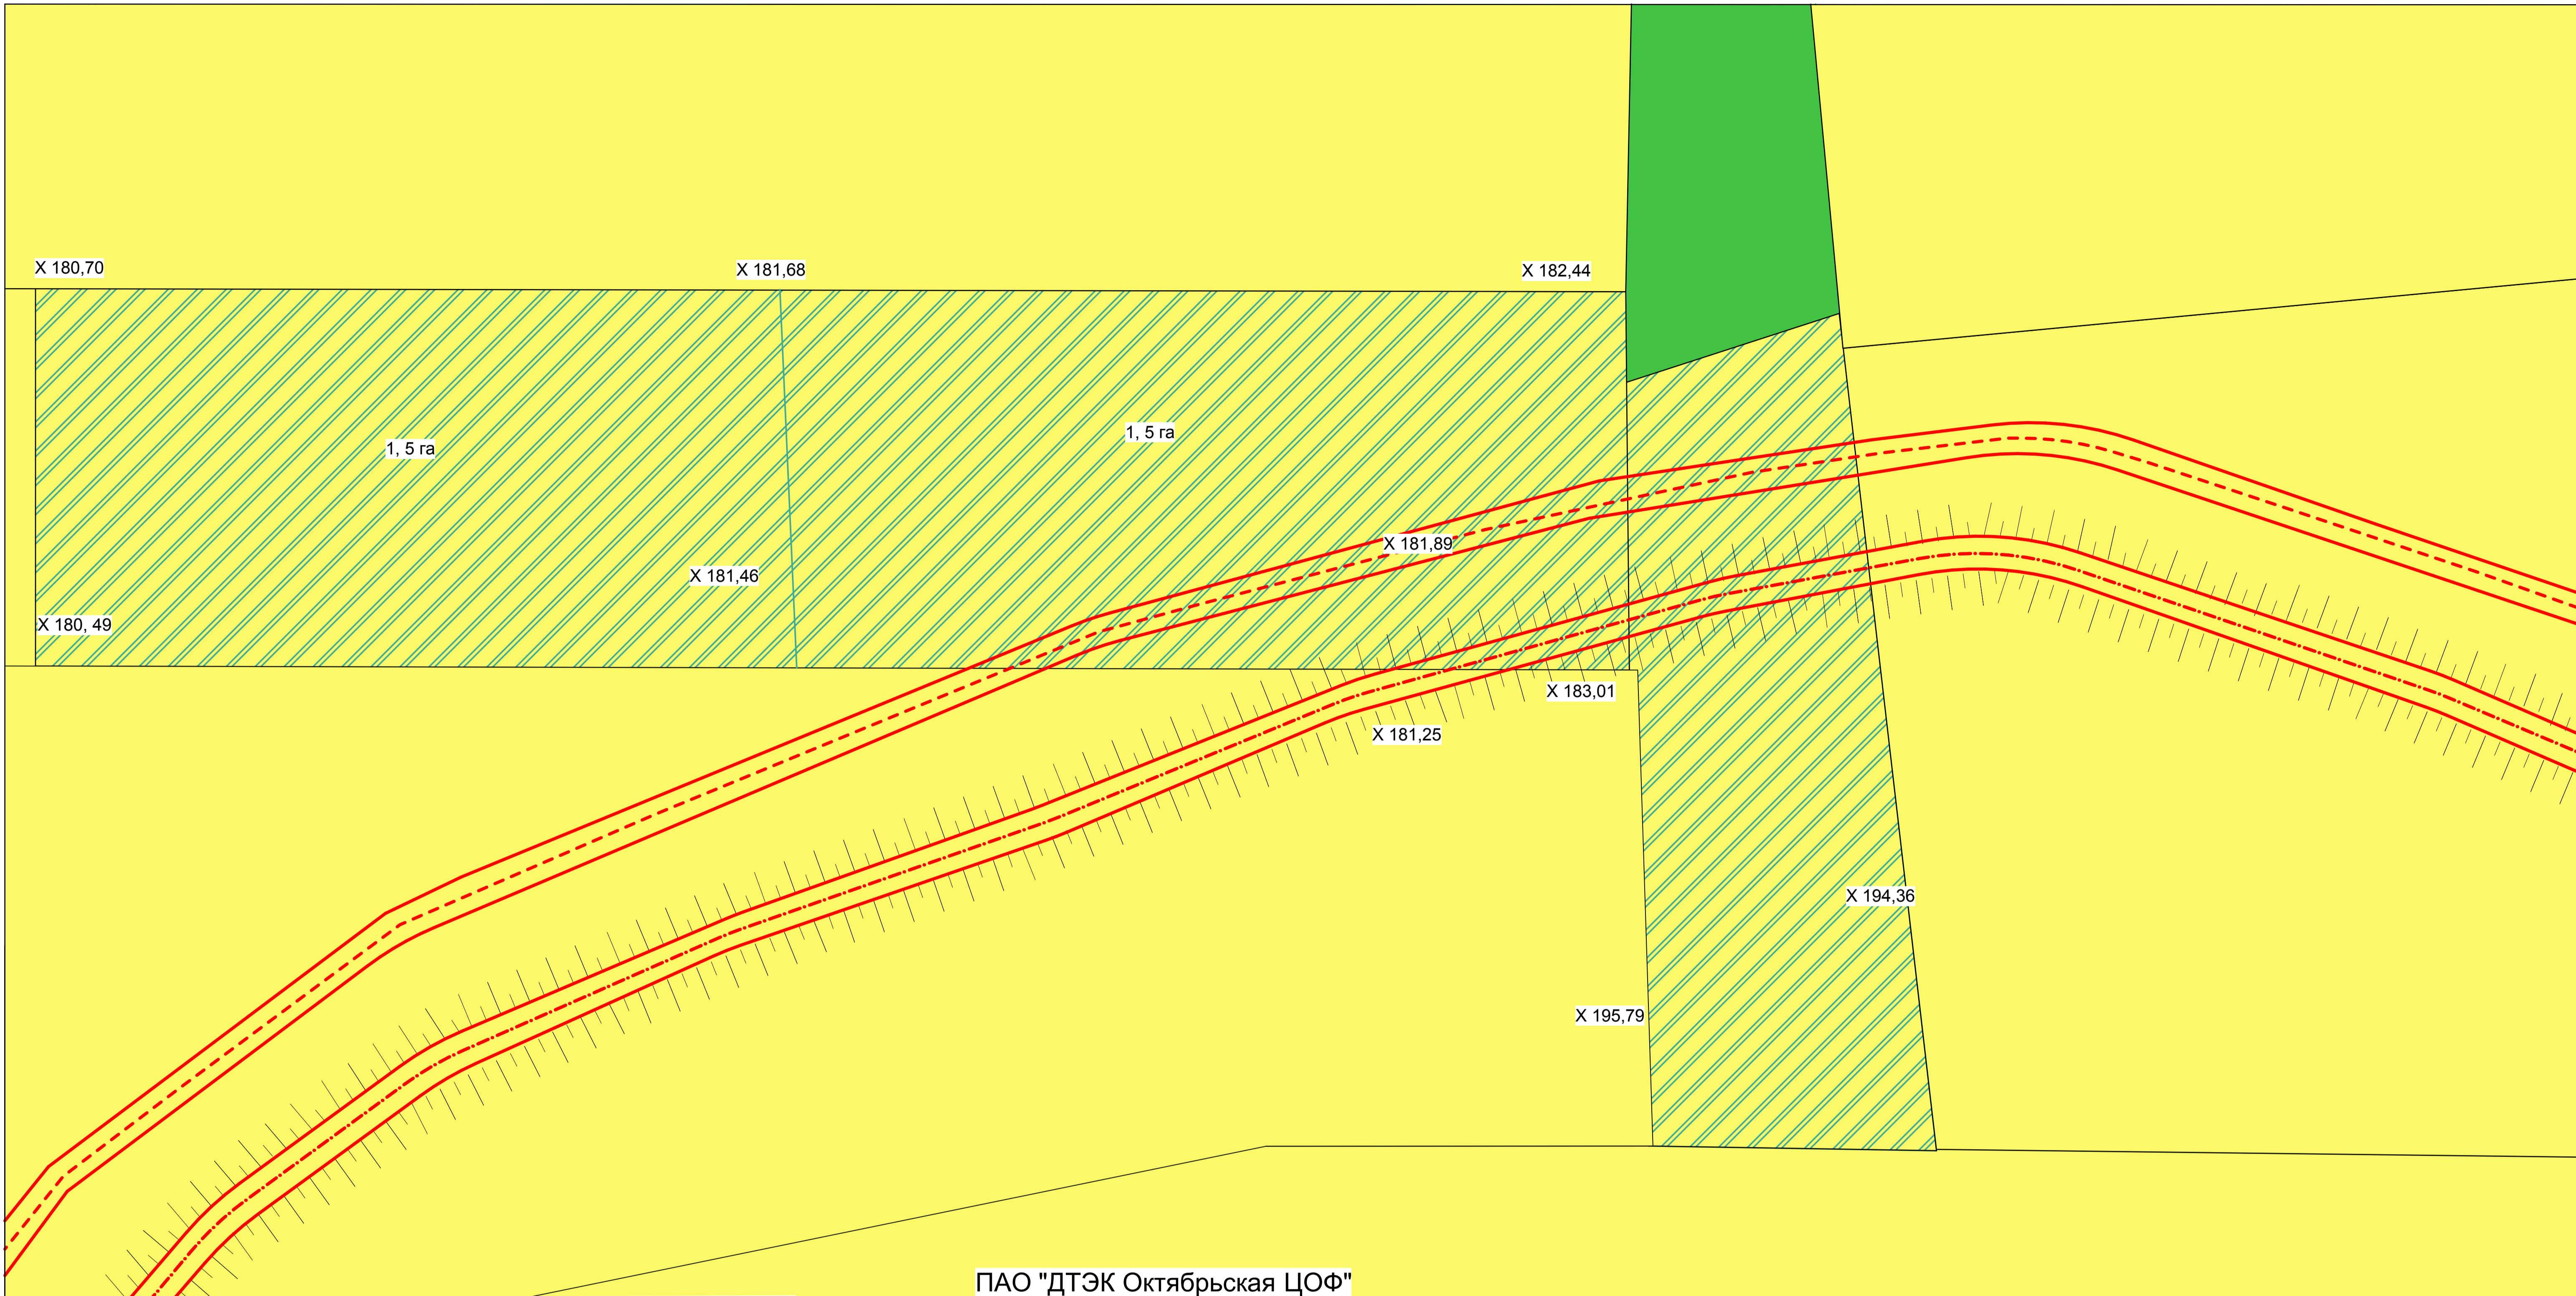 X 180,70
X 181,68
X 182,44
1, 5 га
1, 5 га
X 181,89
X 181,46
X 180, 49
X 183,01
X 181,25
X 194,36
X 195,79
ПАО "ДТЭК Октябрьская ЦОФ"